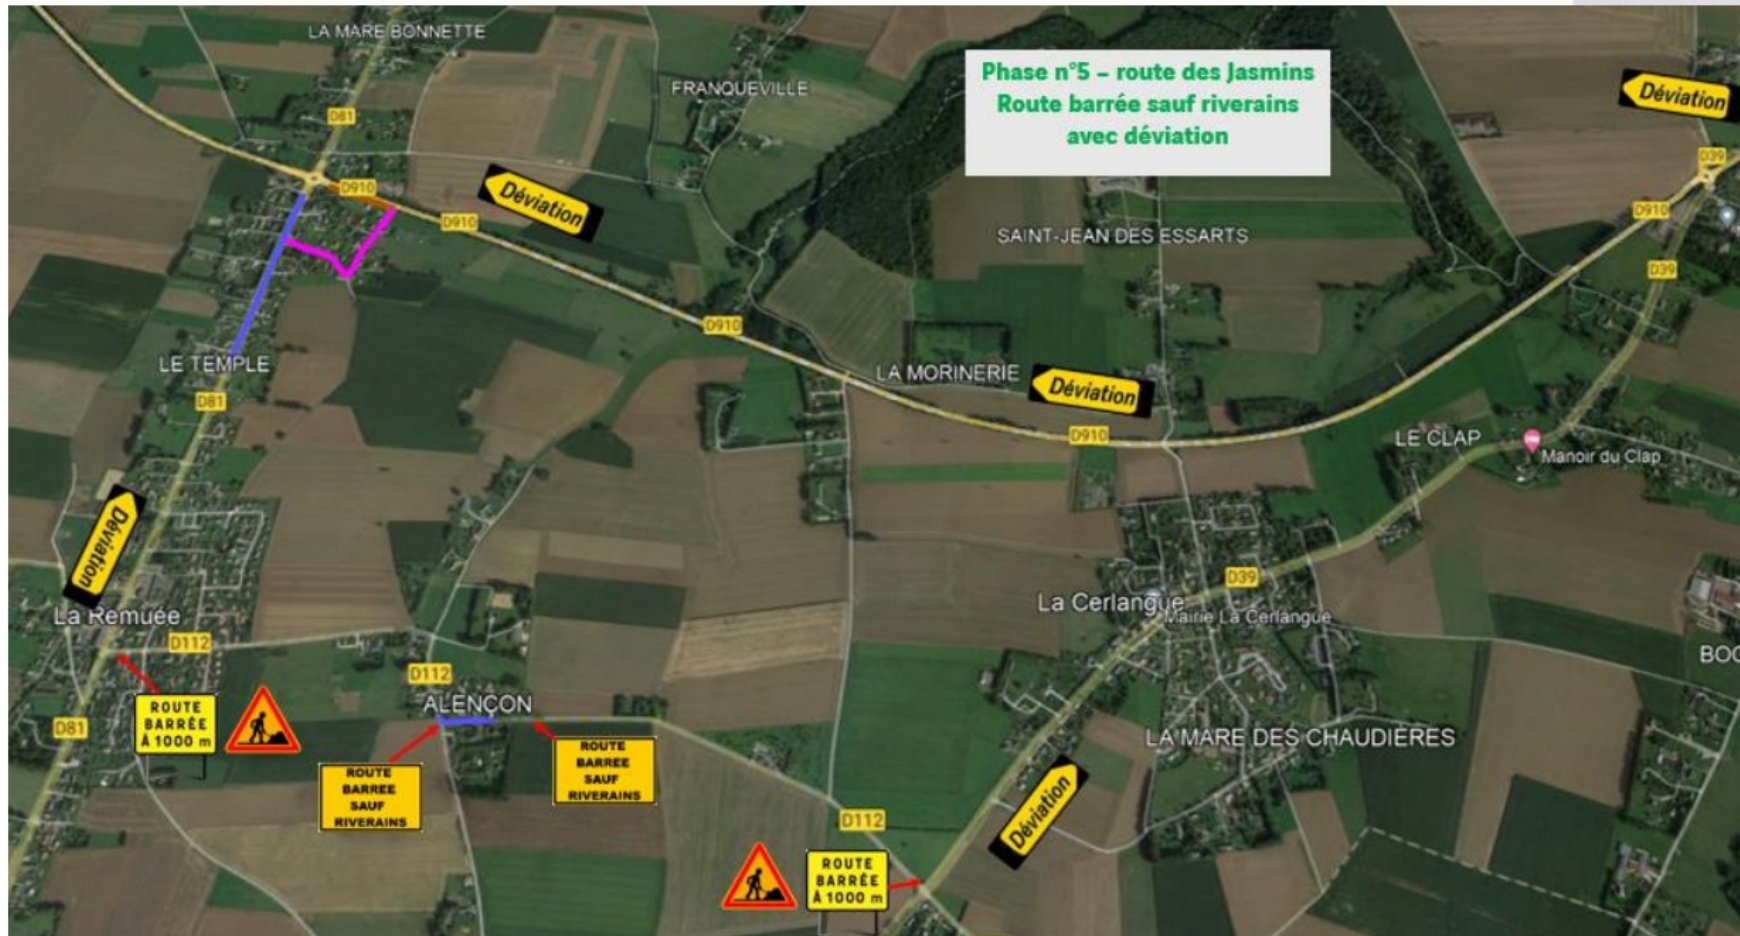 LA MARE BONNETTE
FRANQUEVILLE
Phase n°5 – route des Jasmins
Route barrée sauf riverains
avec déviation
Déviation
D81
D39
D910
Déviation
D910
D910
SAINT-JEAN DES ESSARTS
D39
D910
LE TEMPLE
LA MORINERIE
Déviation
D81
D910
LE CLAP
Manoir du Clap
Déviation
La Remuée
D112
D39
La Cerlangue
Mairie La Cerlangue
BOC
D112
ALENÇON
D81
ROUTE
BARRÉE
À 1000 m
ROUTE
BARREE
SAUF
RIVERAINS
ROUTE
BARREE
SAUF
RIVERAINS
LA MARE DES CHAUDIÈRES
Déviation
D112
ROUTE
BARRÉE
À 1000 m